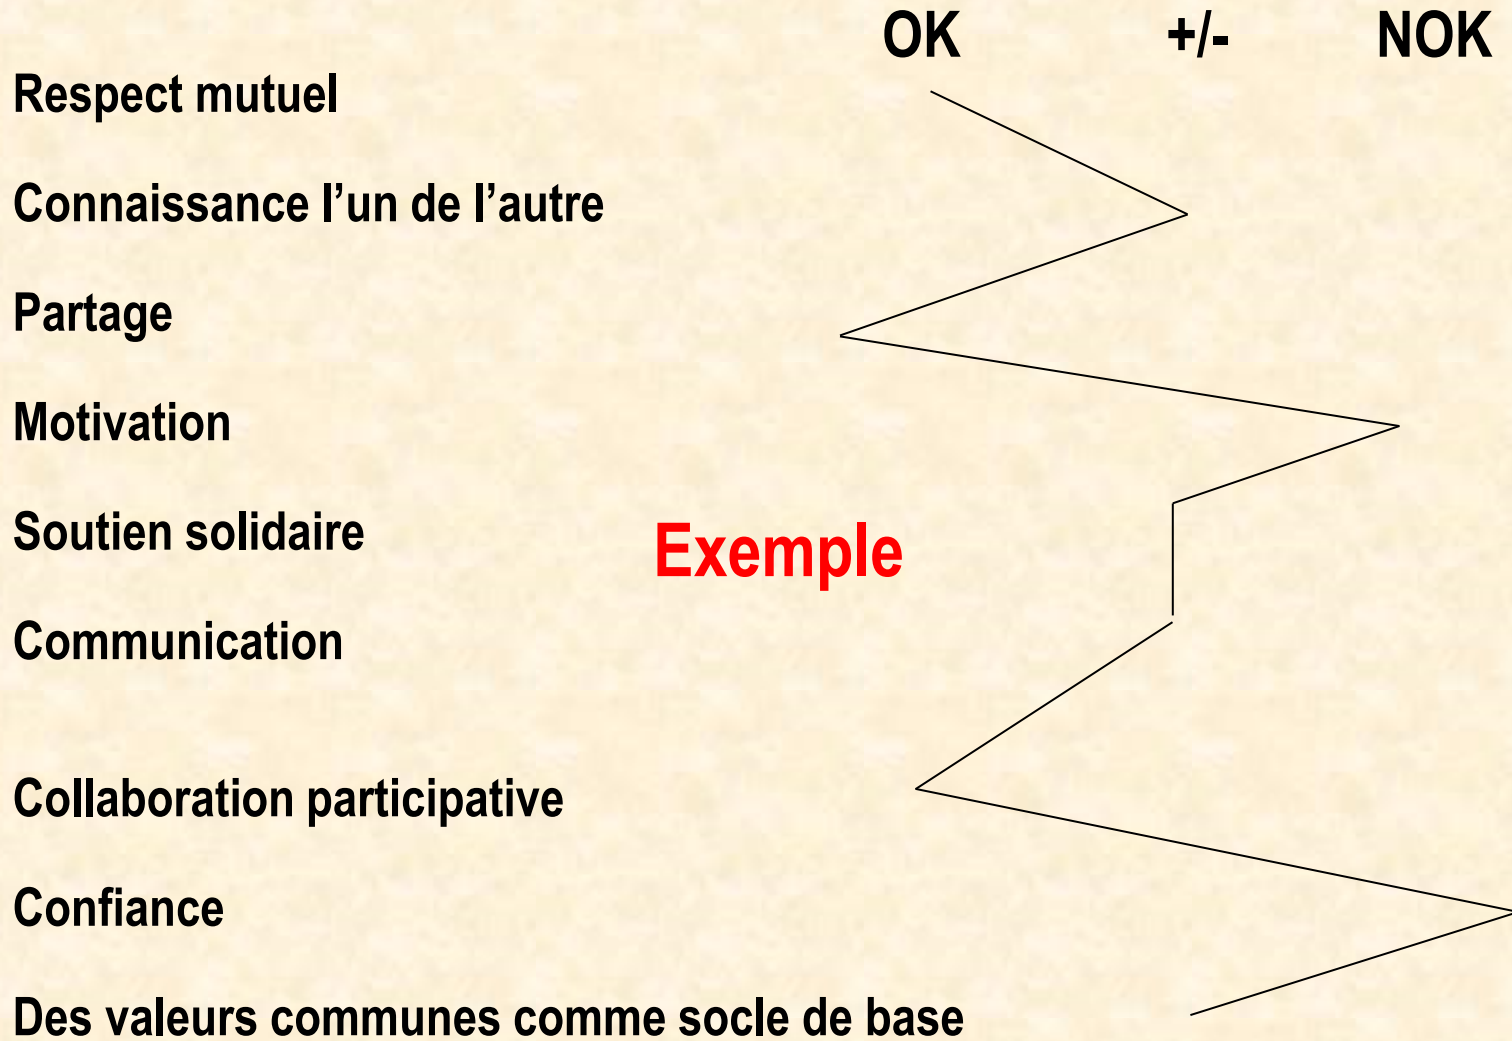 OK +/- NOK
Respect mutuel
Connaissance l’un de l’autre
Partage
Motivation
Soutien solidaire
Exemple
Communication
Collaboration participative
Confiance
Des valeurs communes comme socle de base